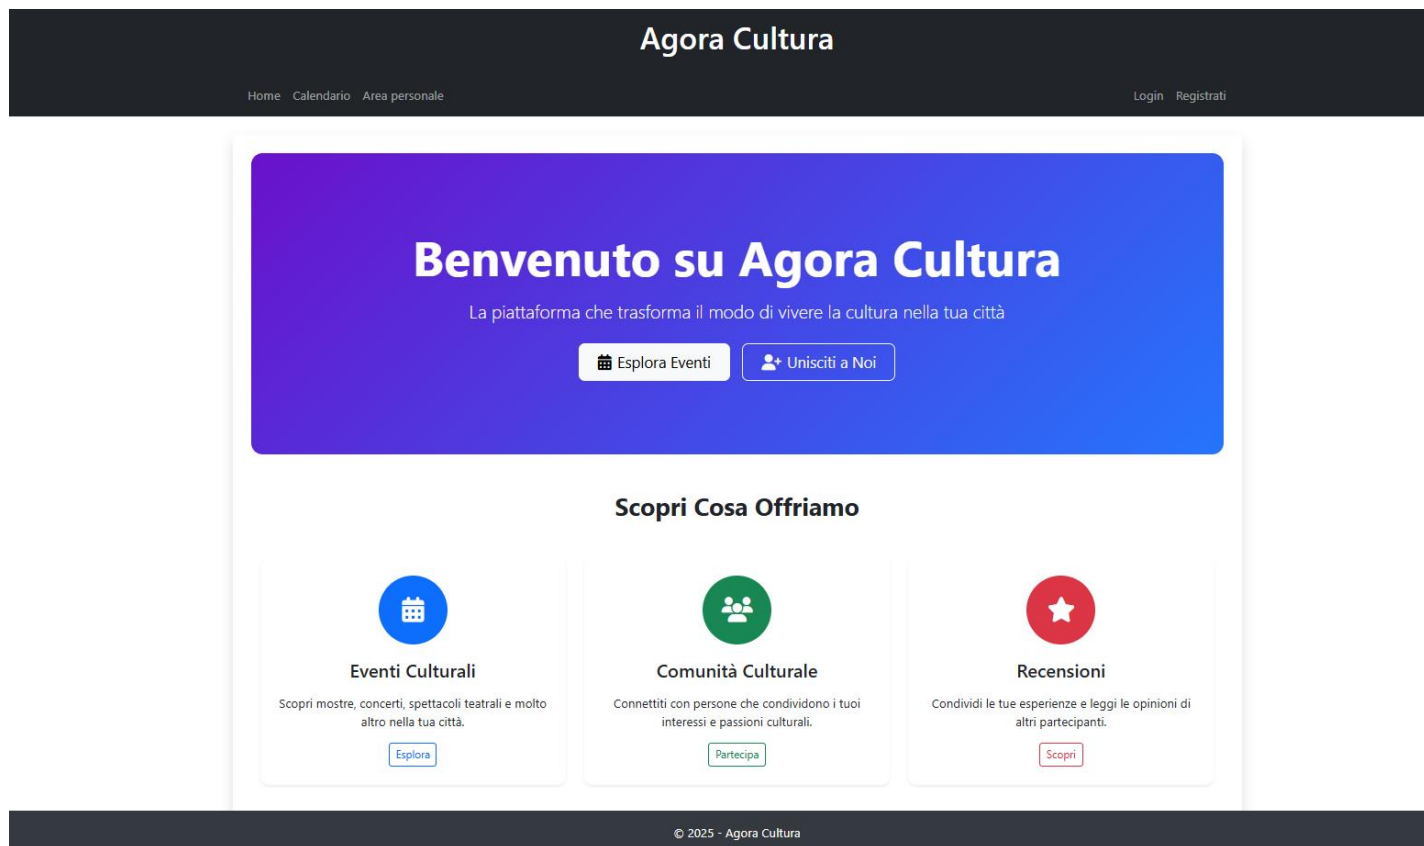 Agora Cultura
Home Calendario Area personale
Login Registrati
Benvenuto su Agora Cultura
La piattaforma che trasforma il modo di vivere la cultura nella tua città
Esplora Eventi
Unisciti a Noi
Scopri Cosa Offriamo
Eventi Culturali
Scopri mostre, concerti, spettacoli teatrali e molto
altro nella tua città.
Esplora
Comunità Culturale
Connettiti con persone che condividono i tuoi
interessi e passioni culturali.
Partecipa
Recensioni
Condividi le tue esperienze e leggi le opinioni di
altri partecipanti.
Scopri
© 2025 - Agora Cultura